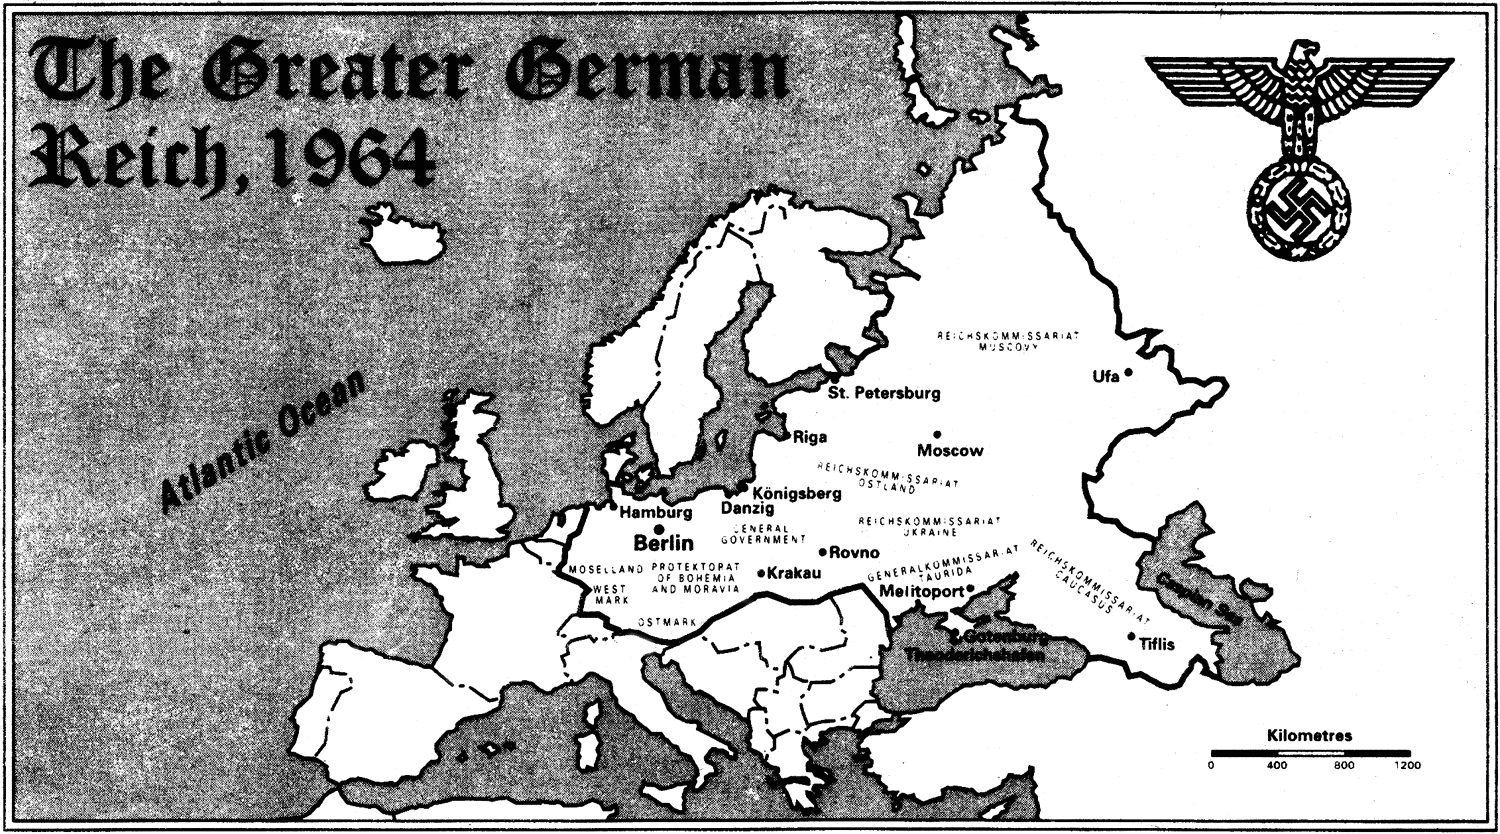 The Greater German
Reich, 1964
Atlantic Ocean
REICHSKOMMISSARIAT
MUSCOVY
Ufa
St. Petersburg
Riga
Moscow
REICHSKOMMISSARIAT
OSTLAND
Königsberg
Danzig
Hamburg
Berlin
GENERAL
GOVERNMENT
REICHSKOMMISSARIAT
UKRAINE
Rovno
MOSELLAND
PROTEKTORAT
OF BOHEMIA
AND MORAVIA
Krakau
WEST
MARK
OSTMARK
GENERALKOMMISSARIAT
TAURIDA
Melitoport
REICHSKOMMISSARIAT
CAUCASUS
Caspian Sea
Gotenburg
Theoderichshafen
Tiflis
Kilometres
0 400 800 1200